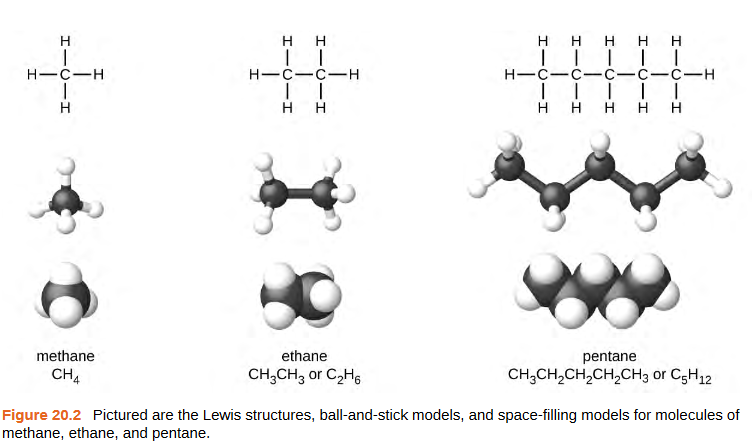 H H H H H H H H
H—C—H H—C—C—H H—C—C—C—C—C—H
H H H H H H H H
methane ethane pentane
CH4 CH3CH3 or C2H6 CH3CH2CH2CH2CH3 or C5H12
Figure 20.2 Pictured are the Lewis structures, ball-and-stick models, and space-filling models for molecules of
methane, ethane, and pentane.